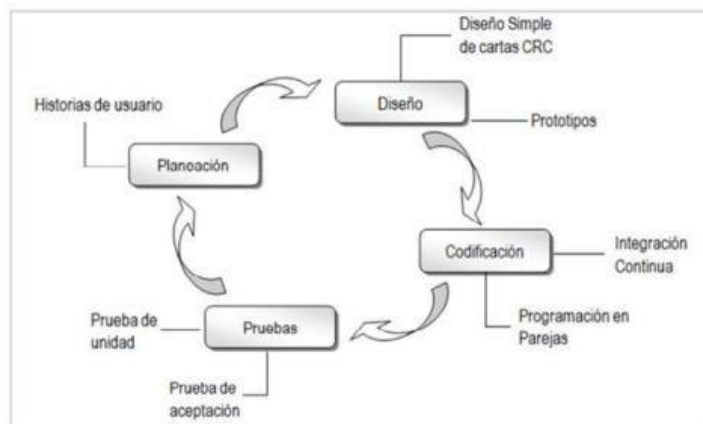 Diseño Simple
de cartas CRC
Diseño
Prototipos
Historias de usuario
Planeación
Codificación
Integración
Continua
Programación en
Parejas
Pruebas
Prueba de
unidad
Prueba de
aceptación